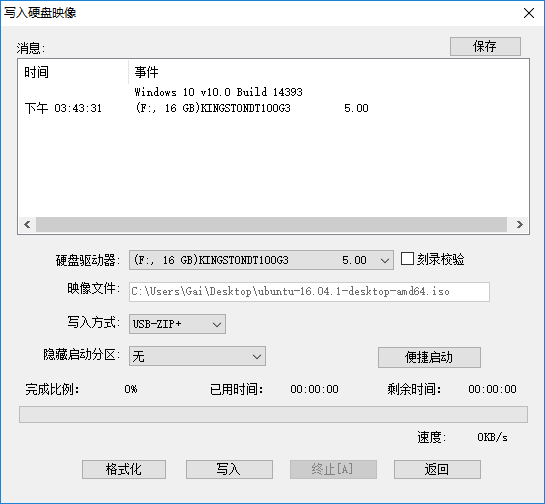 写入硬盘映像
消息:
保存
时间 事件
Windows 10 v10.0 Build 14393
下午 03:43:31 (F:, 16 GB)KINGSTONDT100G3 5.00
硬盘驱动器: (F:, 16 GB)KINGSTONDT100G3 5.00 刻录校验
映像文件: C:\Users\Gai\Desktop\ubuntu-16.04.1-desktop-amd64.iso
写入方式: USB-ZIP+
隐藏启动分区: 无 便捷启动
完成比例: 0% 已用时间: 00:00:00 剩余时间: 00:00:00
速度: 0KB/s
格式化 写入 终止[A] 返回